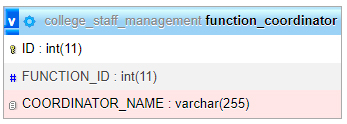 v college_staff_management function_coordinator
ID : int(11)
# FUNCTION_ID : int(11)
COORDINATOR_NAME : varchar(255)